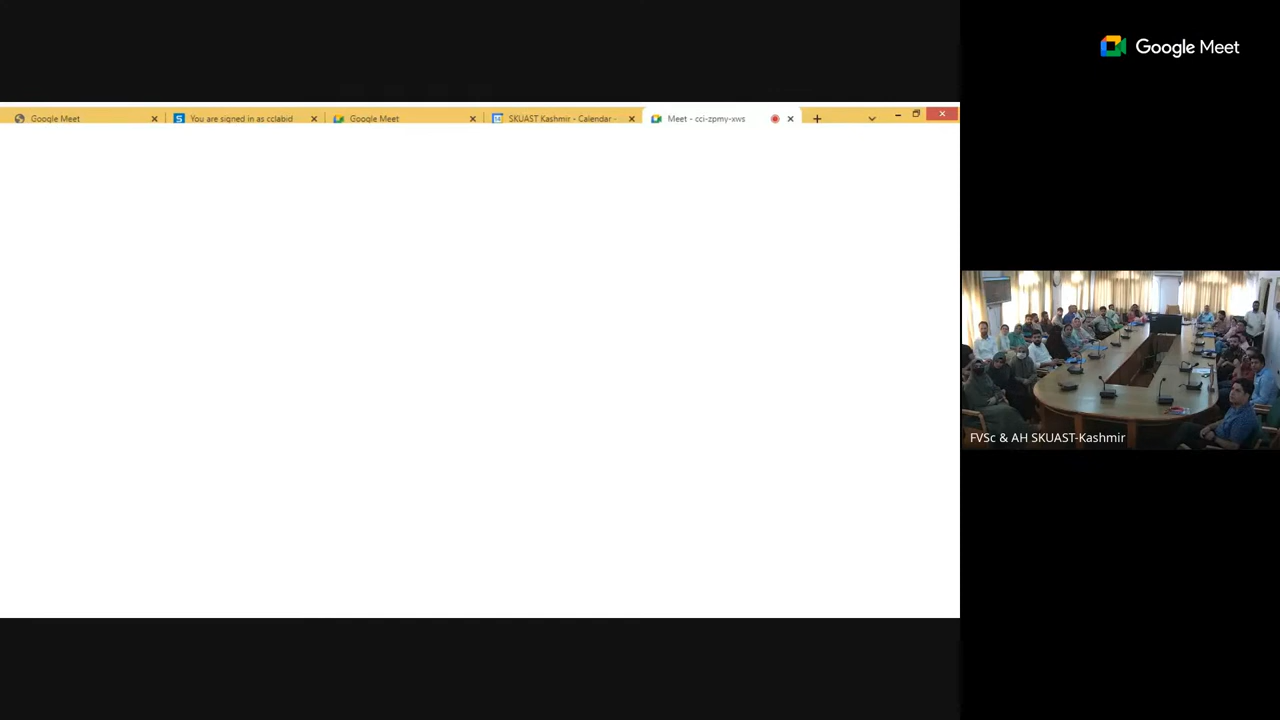 Google Meet
Google Meet
You are signed in as cclabid
Google Meet
SKUAST Kashmir - Calendar -
Meet - cci-zpmy-xws
FVSc & AH SKUAST-Kashmir